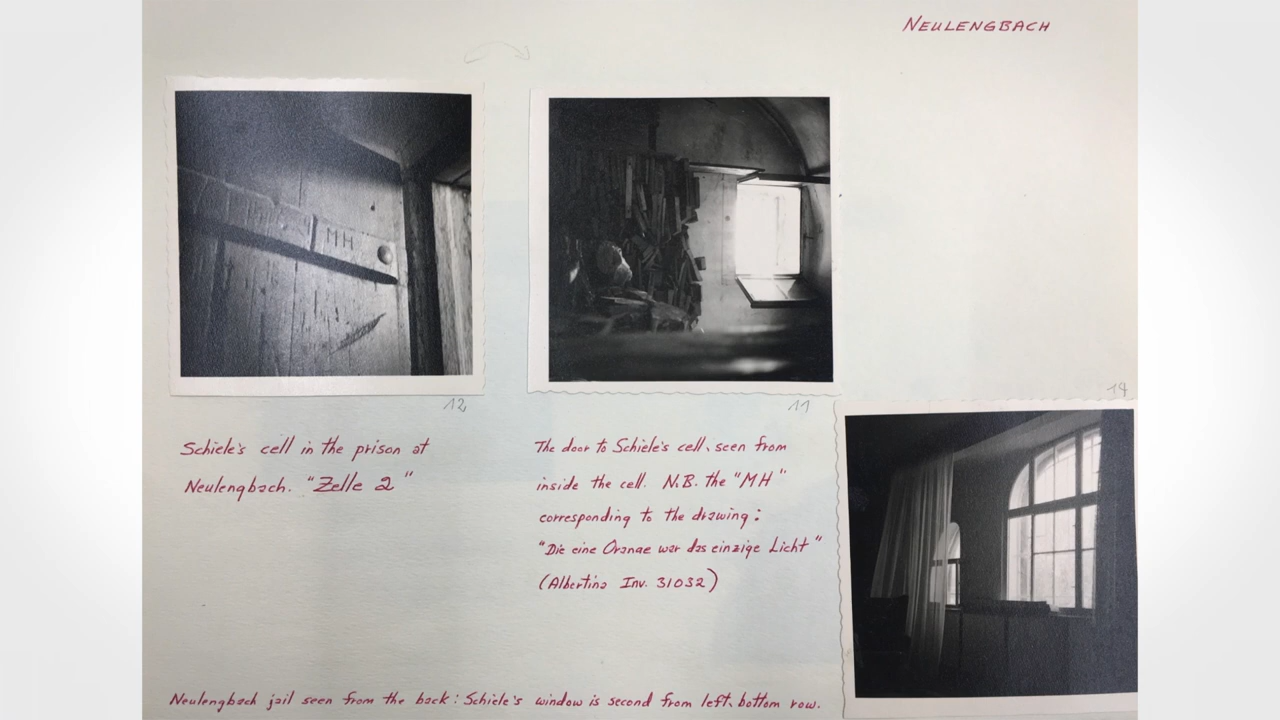 NEULENGBACH
MH
12
11
14
Schiele's cell in the prison at
Neulengbach. "Zelle 2"
The door to Schiele's cell, seen from
inside the cell. N.B. the "MH"
corresponding to the drawing:
"Die eine Orange war das einzige Licht"
(Albertina Inv. 31032)
Neulengbach jail seen from the back: Schiele's window is second from left, bottom row.